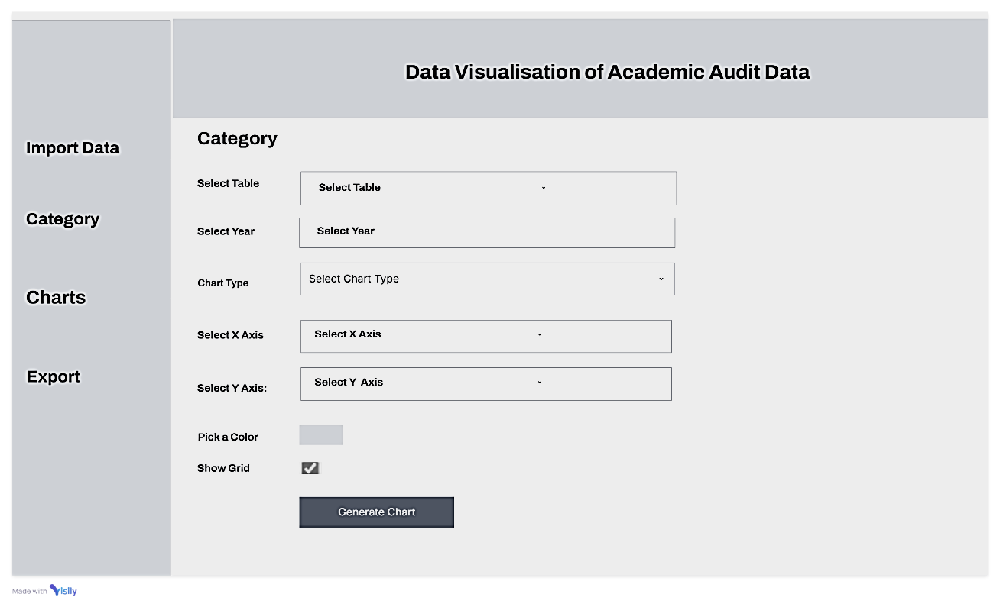 Data Visualisation of Academic Audit Data
Import Data
Category
Charts
Export
Category
Select Table
Select Table
Select Year
Select Year
Chart Type
Select Chart Type
Select X Axis
Select X Axis
Select Y Axis:
Select Y Axis
Pick a Color
Show Grid
Generate Chart
Made with Visily